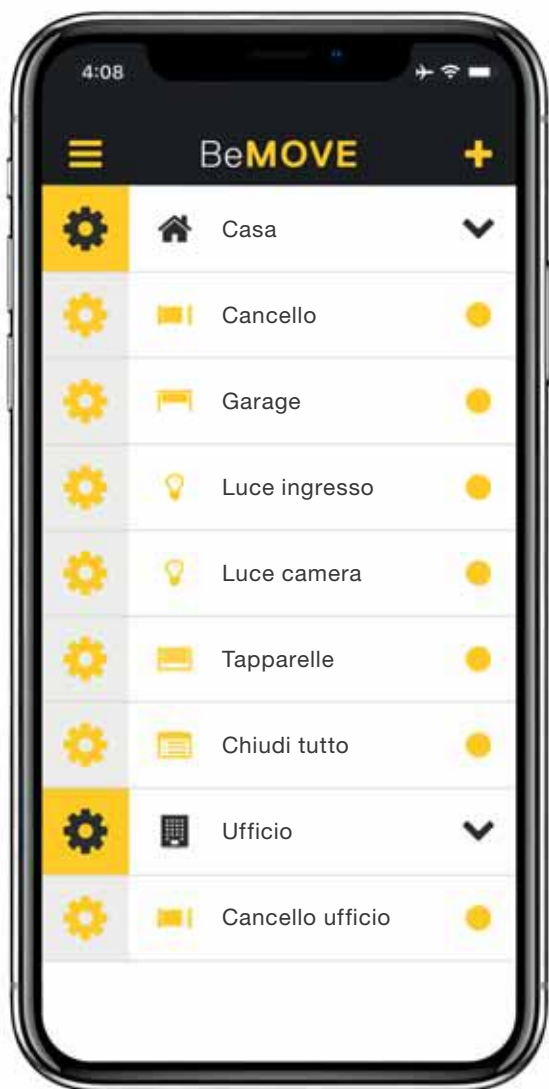 4:08
BeMOVE
Casa
Cancello
Garage
Luce ingresso
Luce camera
Tapparelle
Chiudi tutto
Ufficio
Cancello ufficio